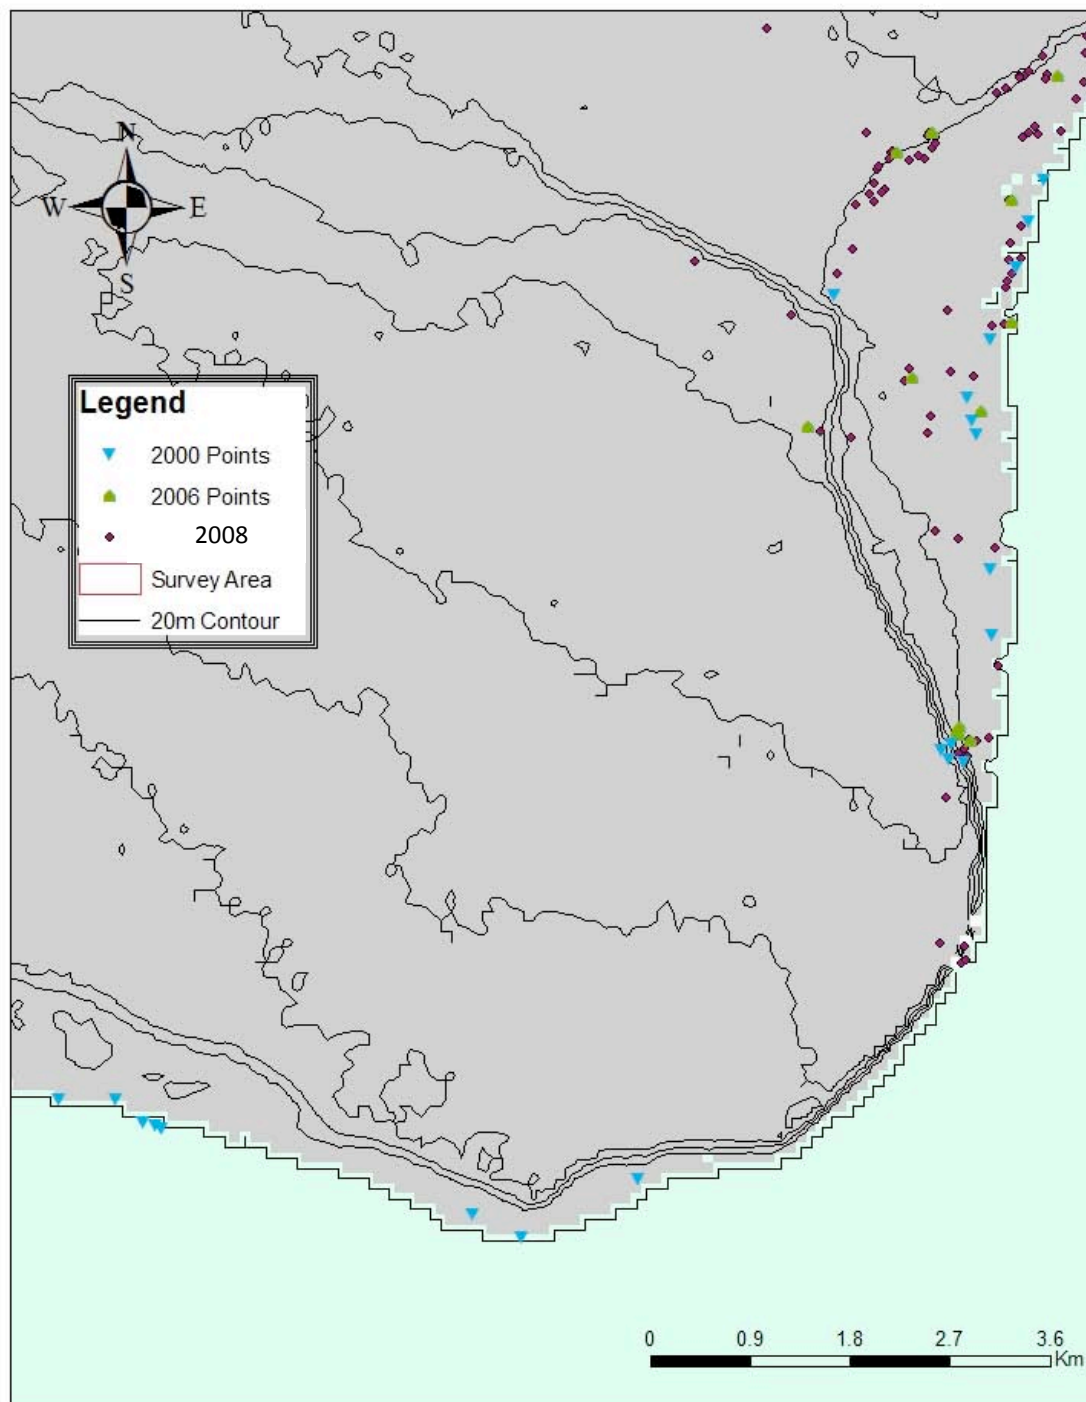 N
W E
S
Legend
2000 Points
2006 Points
2008
Survey Area
20m Contour
0 0.9 1.8 2.7 3.6
Km